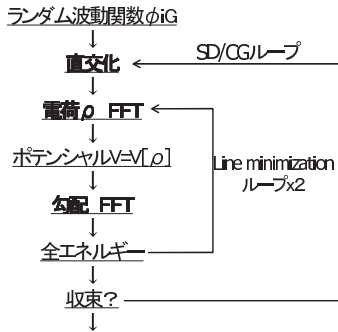 ランダム波動関数φiG
直交化
SD/CGループ
電荷ρ FFT
ポテンシャルV=V[ρ]
Line minimization
ループx2
勾配 FFT
全エネルギー
収束?